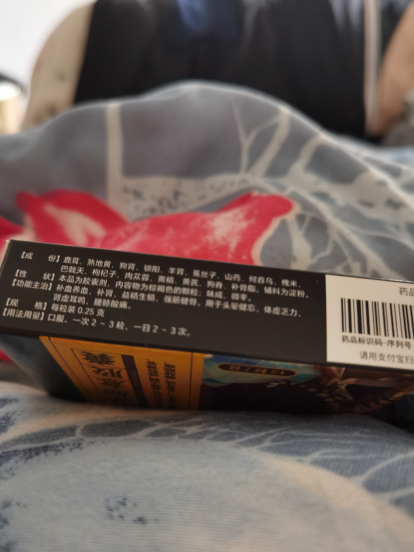 【成 份】鹿茸、熟地黄、狗肾、锁阳、羊肾、菟丝子、山药、何首乌、槐米、
巴戟天、枸杞子、肉苁蓉、黄精、黄芪、狗脊、补骨脂、辅料为淀粉。
【性 状】本品为胶囊剂，内容物为棕褐色的颗粒；味咸、微辛。
【功能主治】补血养血、补肾，益精生髓，强筋健骨。用于头晕健忘、体虚乏力，
肾虚耳鸣、腰膝酸痛。
【规 格】每粒装0.25克
【用法用量】口服。一次2~3粒，一日2~3次。
药品
药品标识码·序列号
请用支付宝扫
胶囊